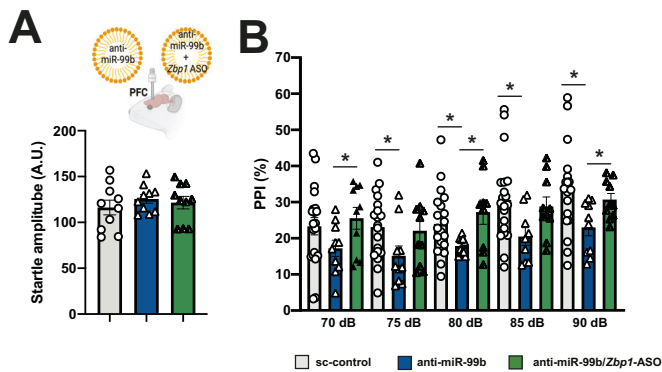 A
anti-
miR-99b
anti-
miR-99b
+
Zbp1 ASO
PFC
Startle amplitube (A.U.)
200
150
100
50
0
B
PPI (%)
70
60
50
40
30
20
10
0
*
*
*
*
*
*
*
70 dB
75 dB
80 dB
85 dB
90 dB
sc-control
anti-miR-99b
anti-miR-99b/Zbp1-ASO